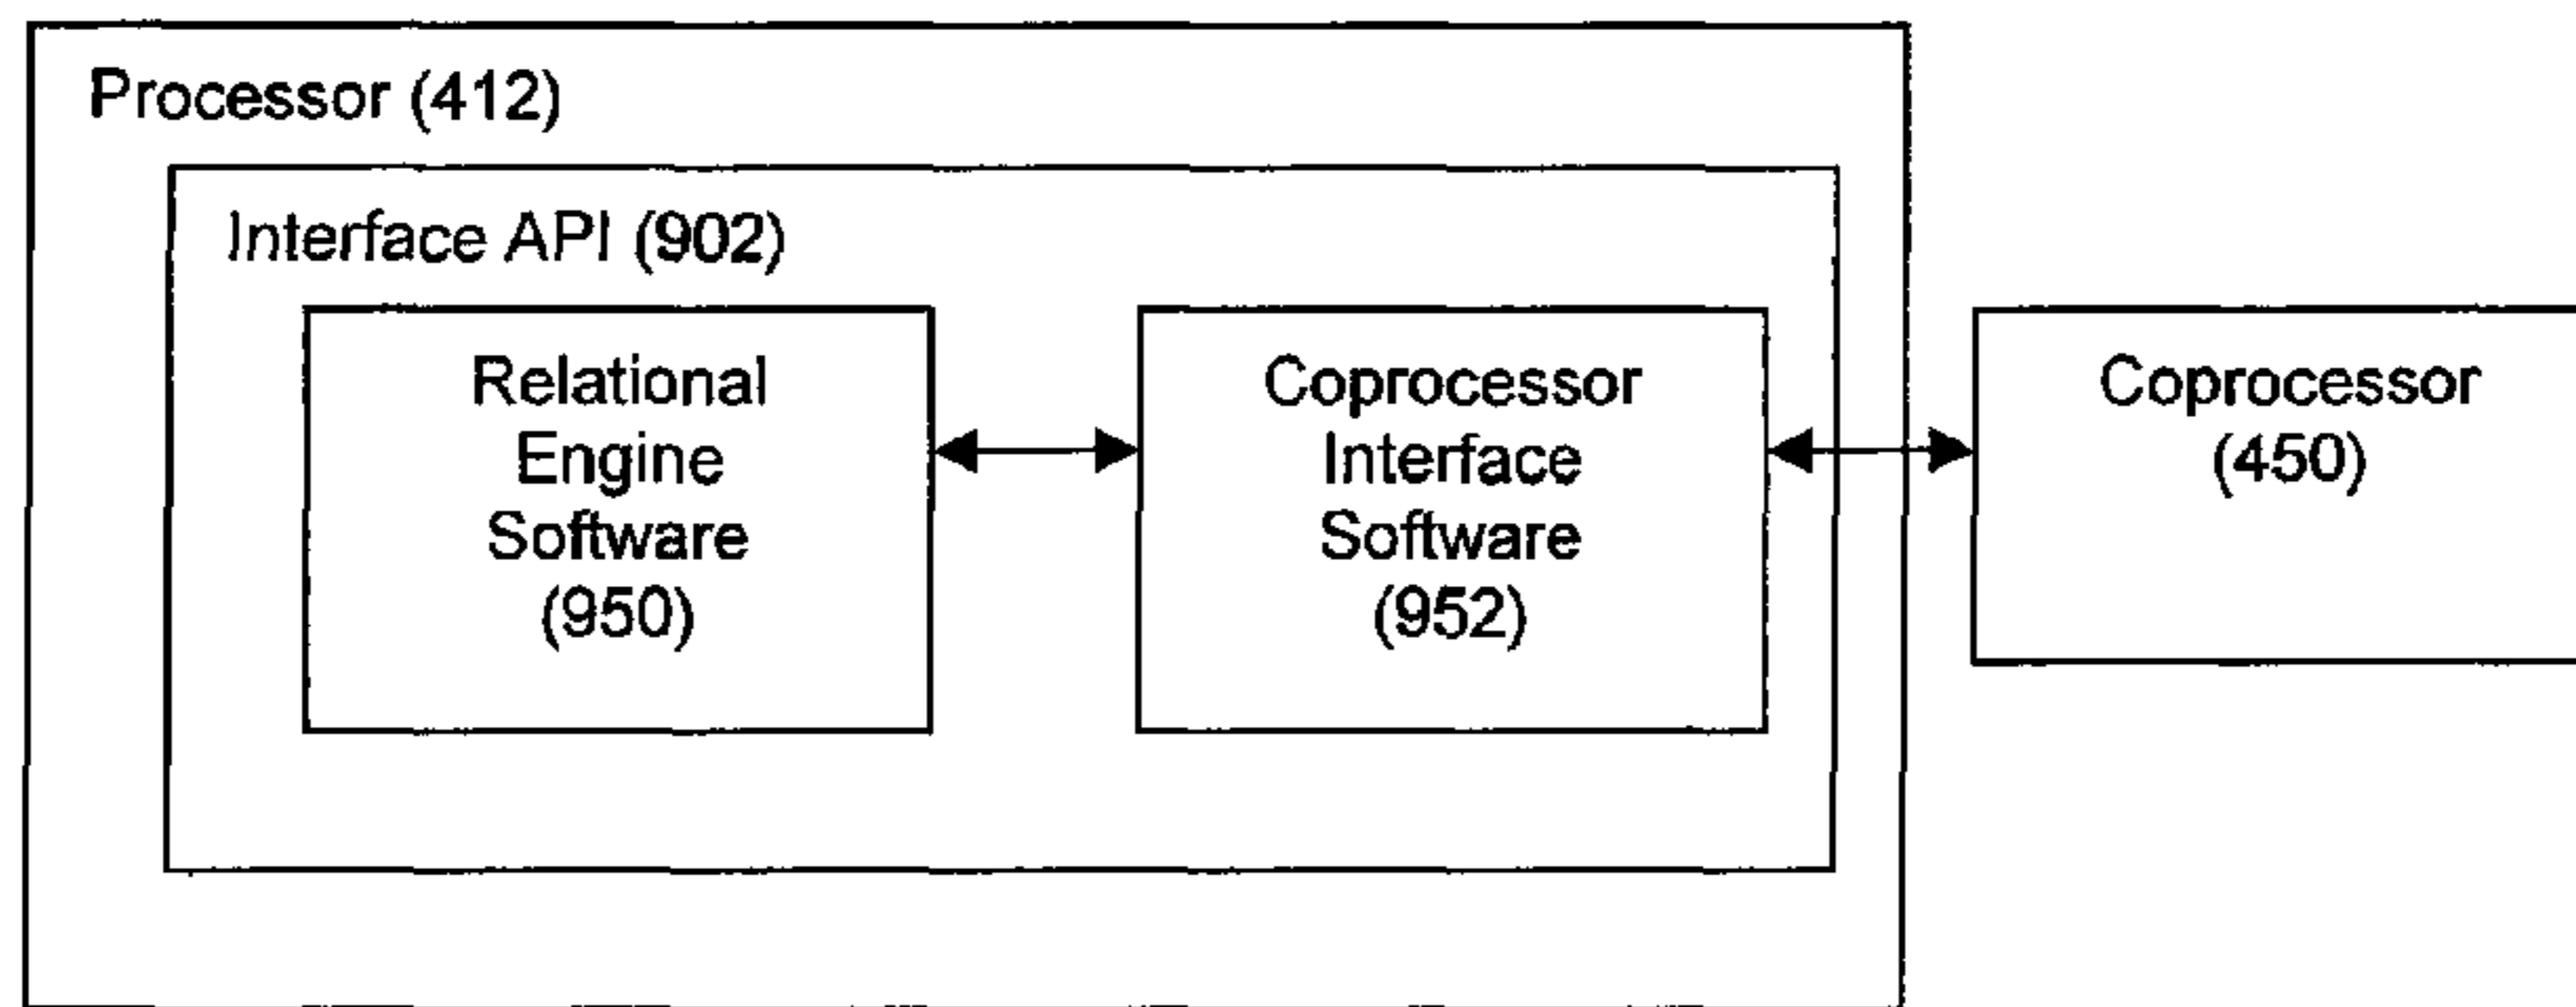 Processor (412)
Interface API (902)
Relational
Engine
Software
(950)
Coprocessor
Interface
Software
(952)
Coprocessor
(450)